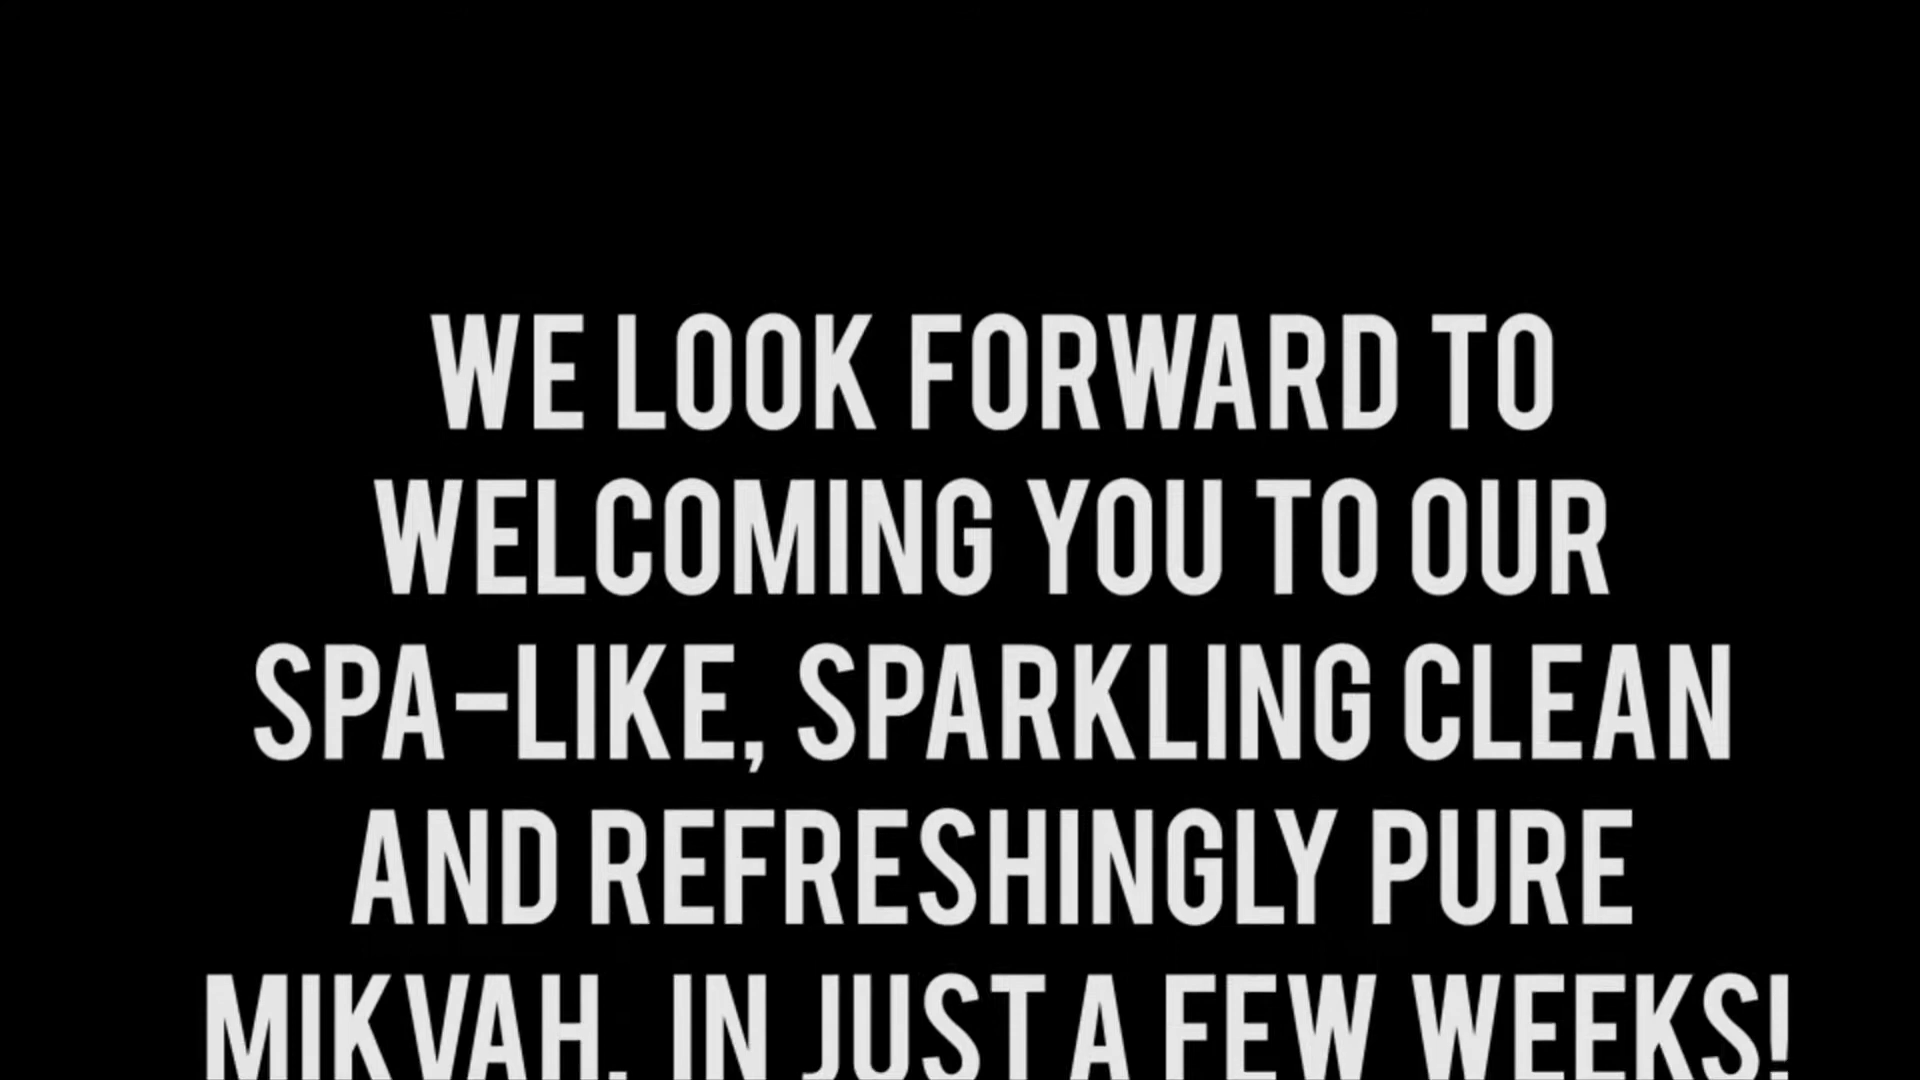 WE LOOK FORWARD TO
WELCOMING YOU TO OUR
SPA-LIKE, SPARKLING CLEAN
AND REFRESHINGLY PURE
MIKVAH, IN JUST A FEW WEEKS!